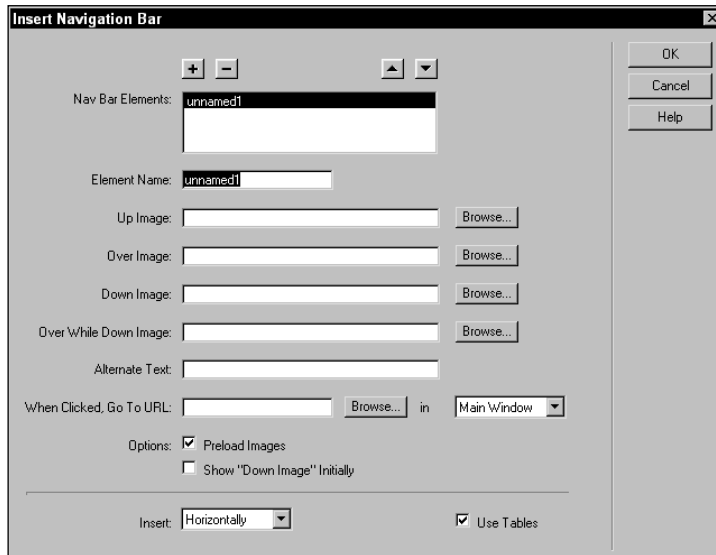 Insert Navigation Bar
OK
Cancel
Help
Nav Bar Elements: unnamed1
Element Name: unnamed1
Up Image: Browse...
Over Image: Browse...
Down Image: Browse...
Over While Down Image: Browse...
Alternate Text:
When Clicked, Go To URL: Browse... in Main Window
Options: Preload Images
Show "Down Image" Initially
Insert: Horizontally Use Tables